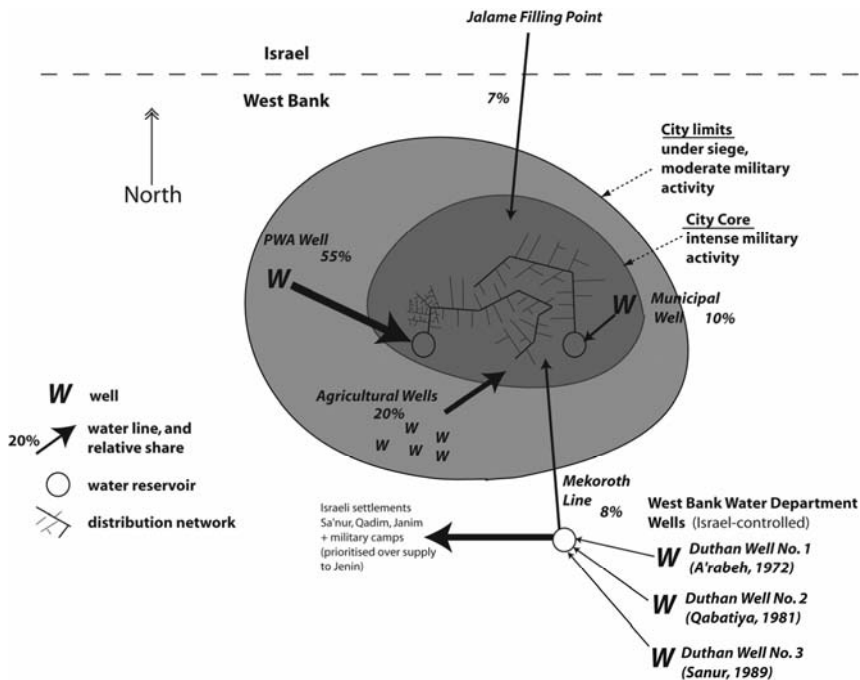 Jalame Filling Point
Israel
West Bank
7%
North
City limits
under siege,
moderate military
activity
City Core
intense military
activity
PWA Well
55%
W
W
Municipal
Well 10%
Agricultural Wells
20%
W
W
W
W
W
W well
20% water line, and
relative share
water reservoir
distribution network
Mekoroth
Line 8%
Israeli settlements
Sa'nur, Qadim, Janim
+ military camps
(prioritised over supply
to Jenin)
West Bank Water Department
Wells (Israel-controlled)
W Duthan Well No. 1
(A'rabeh, 1972)
W Duthan Well No. 2
(Qabatiya, 1981)
W Duthan Well No. 3
(Sanur, 1989)